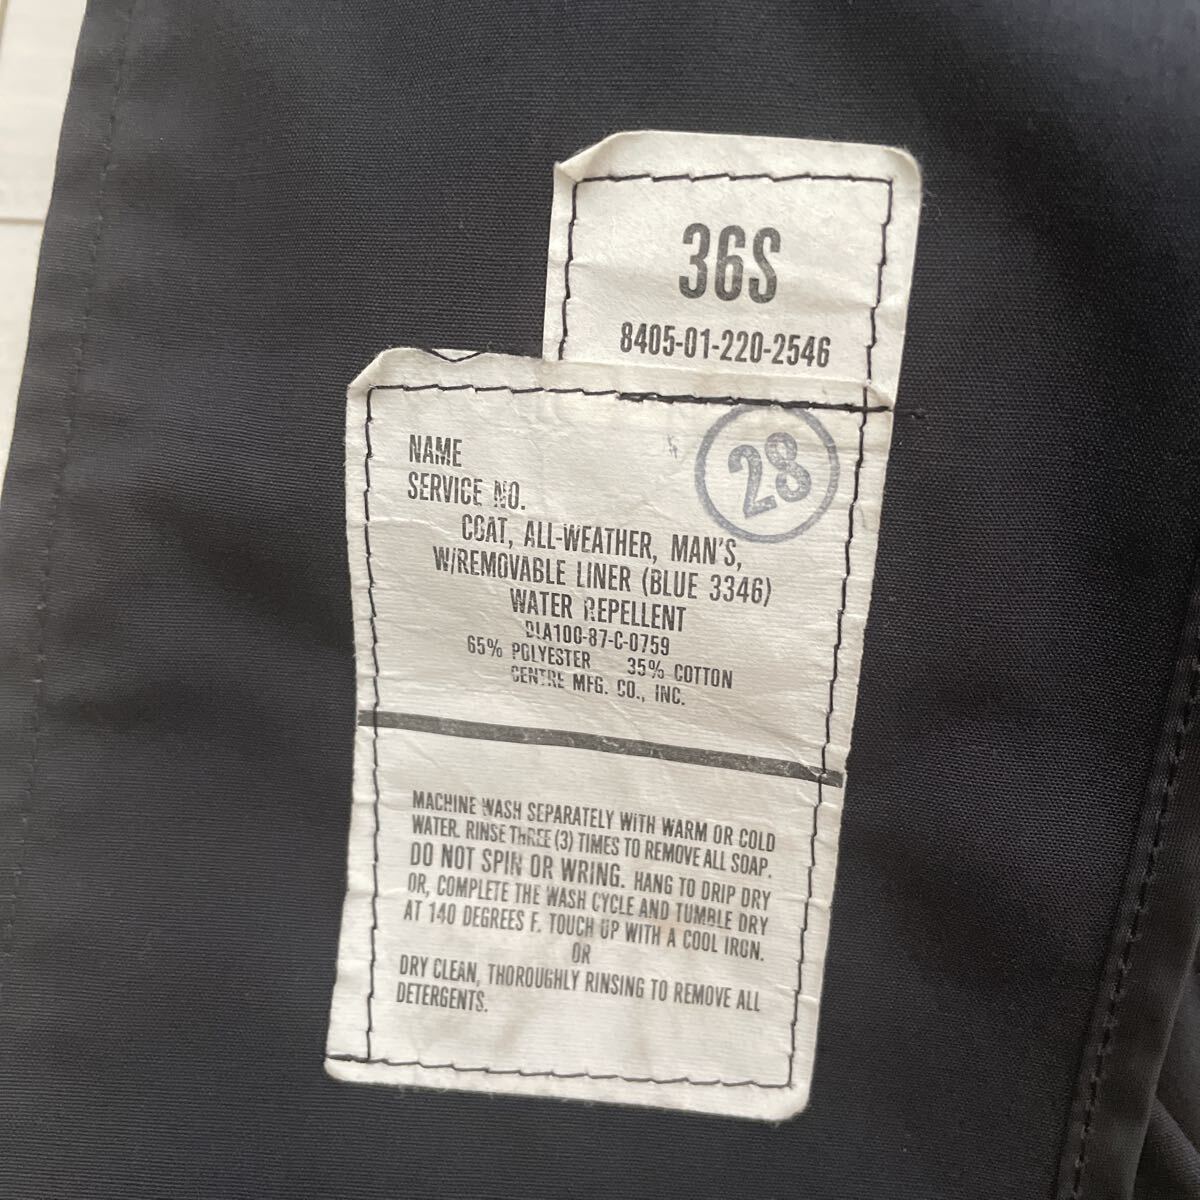 36S
8405-01-220-2546
28
NAME
SERVICE NO.
COAT, ALL-WEATHER, MAN'S,
W/REMOVABLE LINER (BLUE 3346)
WATER REPELLENT
DLA100-87-C-0759
65% POLYESTER 35% COTTON
CENTRE MFG. CO., INC.
MACHINE WASH SEPARATELY WITH WARM OR COLD
WATER. RINSE THREE (3) TIMES TO REMOVE ALL SOAP.
DO NOT SPIN OR WRING. HANG TO DRIP DRY
OR, COMPLETE THE WASH CYCLE AND TUMBLE DRY
AT 140 DEGREES F. TOUCH UP WITH A COOL IRON.
OR
DRY CLEAN, THOROUGHLY RINSING TO REMOVE ALL
DETERGENTS.